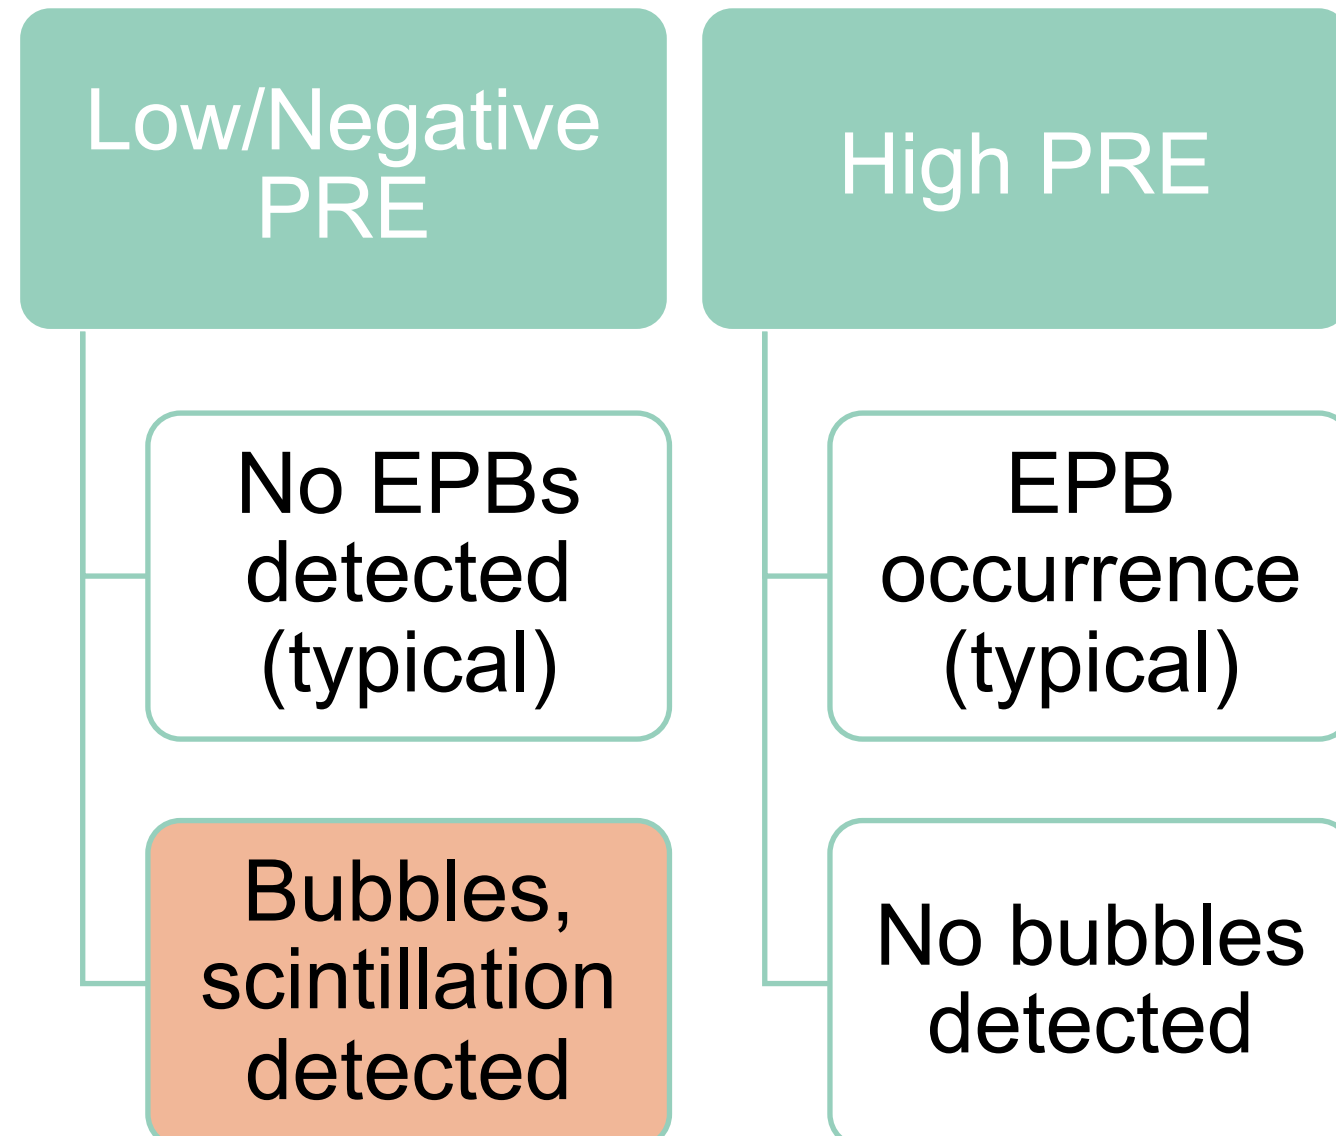 Low/Negative
PRE
No EPBs
detected
(typical)
Bubbles,
scintillation
detected
High PRE
EPB
occurrence
(typical)
No bubbles
detected